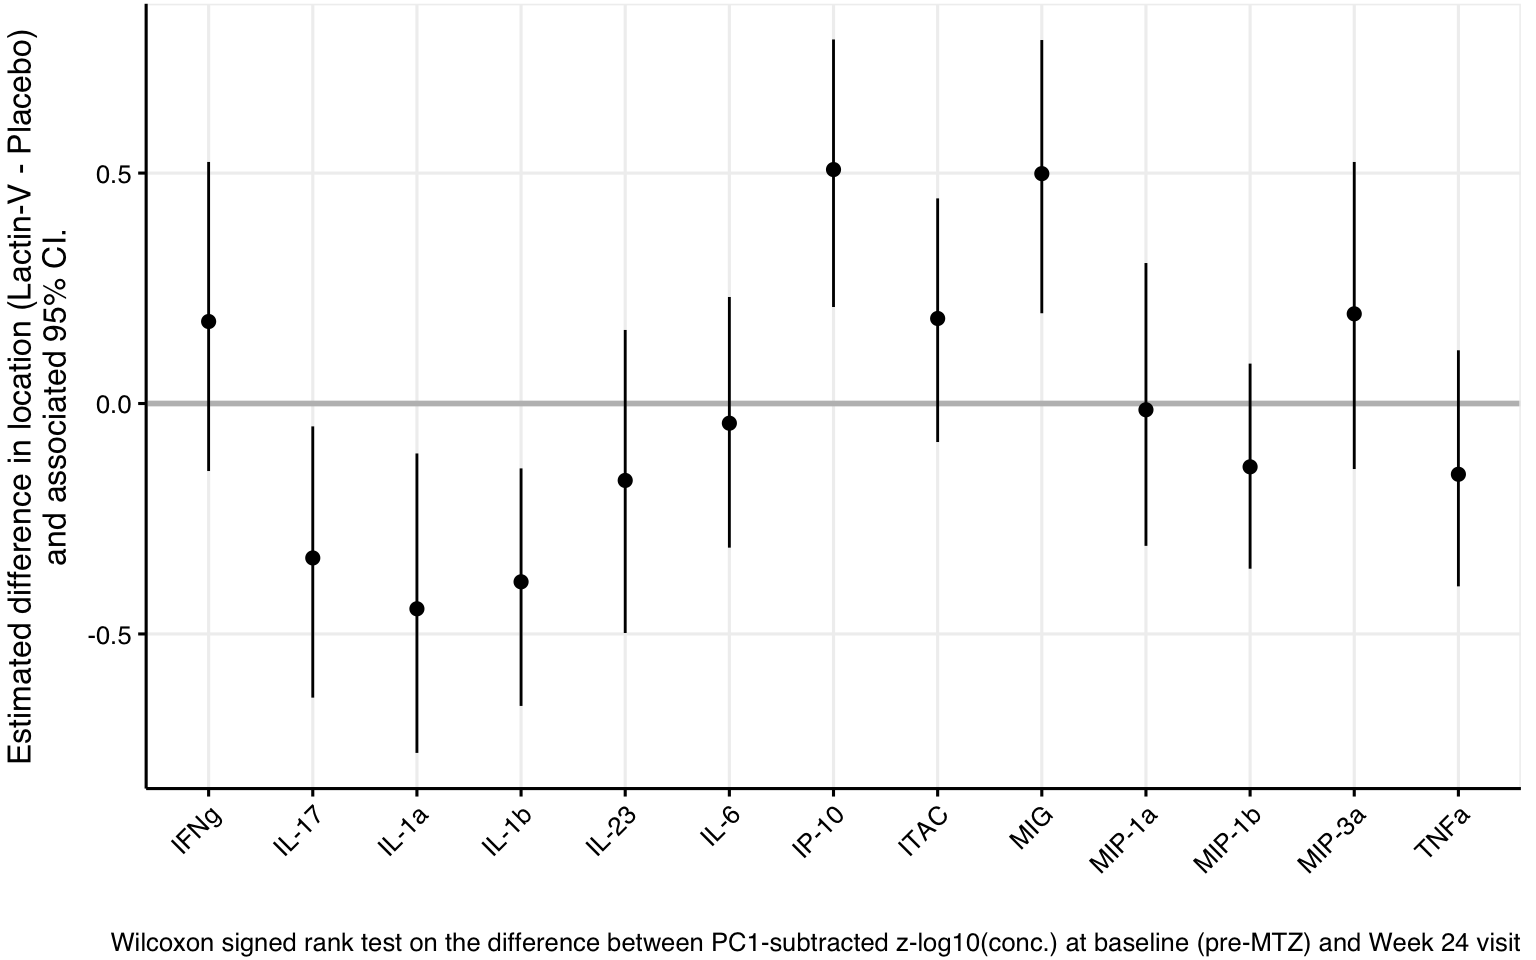 Estimated difference in location (Lactin-V - Placebo)
and associated 95% CI.
0.5
0.0
-0.5
IFNg
IL-17
IL-1a
IL-1b
IL-23
IL-6
IP-10
ITAC
MIG
MIP-1a
MIP-1b
MIP-3a
TNFa
Wilcoxon signed rank test on the difference between PC1-subtracted z-log10(conc.) at baseline (pre-MTZ) and Week 24 visit